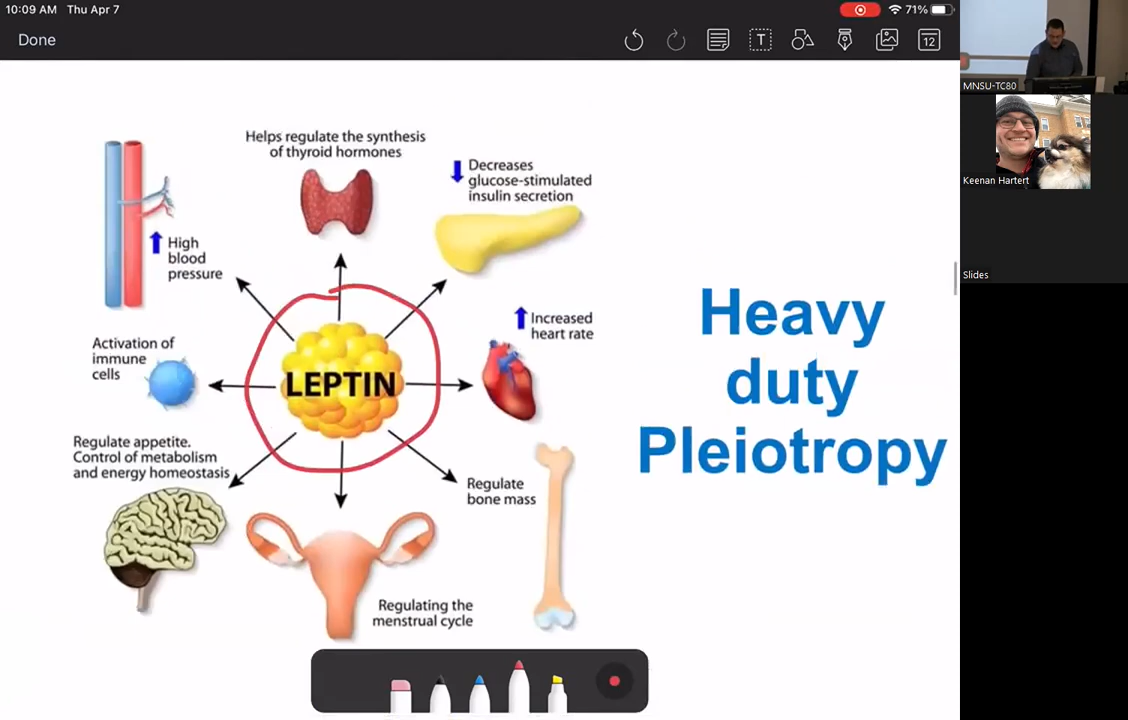 10:09 AM Thu Apr 7
71%
Done
T
12
MNSU-TC80
Keenan Hartert
Slides
Helps regulate the synthesis
of thyroid hormones
Decreases
glucose-stimulated
insulin secretion
High
blood
pressure
Increased
heart rate
Activation of
immune
cells
LEPTIN
Heavy
duty
Pleiotropy
Regulate appetite.
Control of metabolism
and energy homeostasis
Regulate
bone mass
Regulating the
menstrual cycle